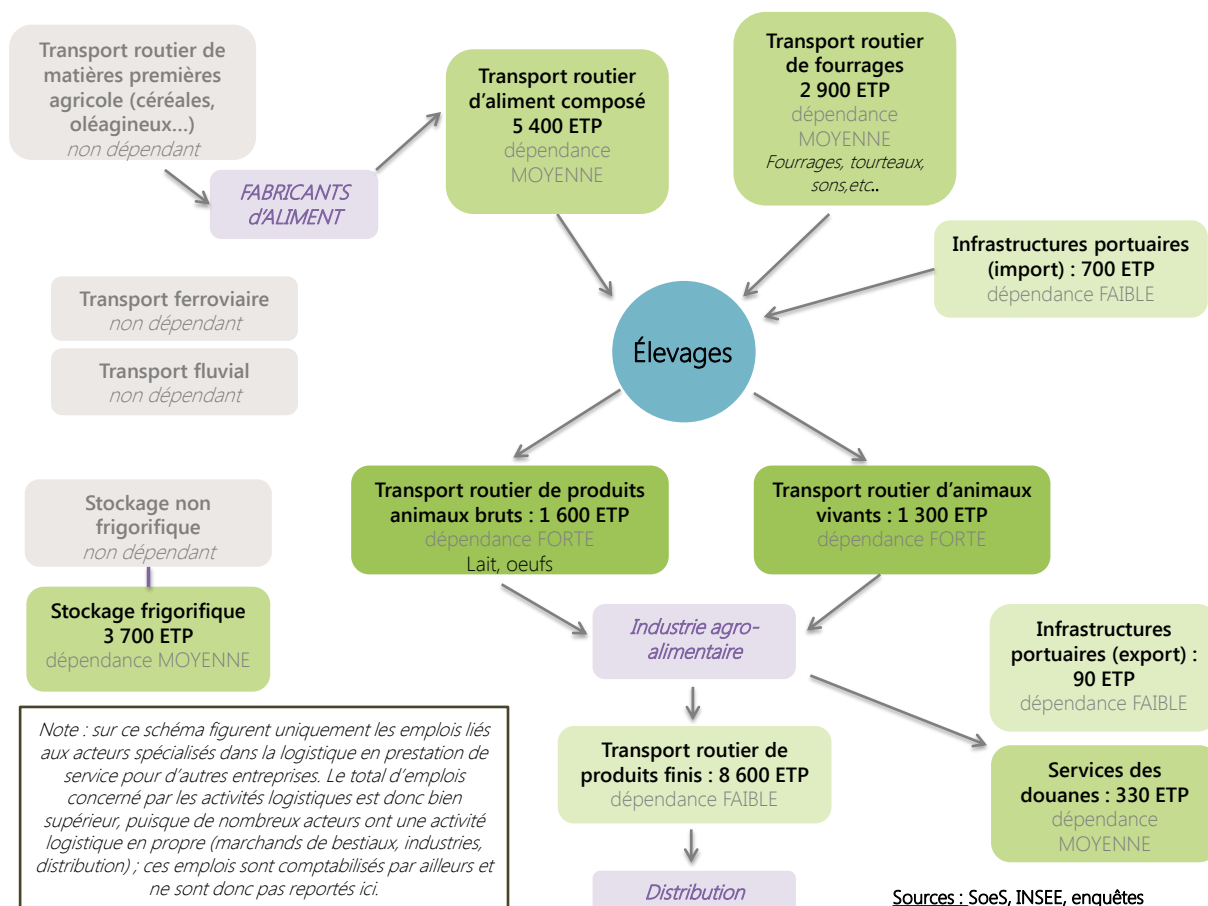 Transport routier de
matières premières
agricole (céréales,
oléagineux...)
non dépendant
FABRICANTS
d'ALIMENT
Transport routier
d'aliment composé
5 400 ETP
dépendance
MOYENNE
Transport routier
de fourrages
2 900 ETP
dépendance
MOYENNE
Fourrages, tourteaux,
sons,etc..
Infrastructures portuaires
(import) : 700 ETP
dépendance FAIBLE
Transport ferroviaire
non dépendant
Transport fluvial
non dépendant
Élevages
Stockage non
frigorifique
non dépendant
Stockage frigorifique
3 700 ETP
dépendance MOYENNE
Transport routier de produits
animaux bruts : 1 600 ETP
dépendance FORTE
Lait, oeufs
Transport routier d'animaux
vivants : 1 300 ETP
dépendance FORTE
Industrie agro-
alimentaire
Infrastructures
portuaires (export) :
90 ETP
dépendance FAIBLE
Transport routier de
produits finis : 8 600 ETP
dépendance FAIBLE
Services des
douanes : 330 ETP
dépendance
MOYENNE
Distribution
Note : sur ce schéma figurent uniquement les emplois liés
aux acteurs spécialisés dans la logistique en prestation de
service pour d'autres entreprises. Le total d'emplois
concerné par les activités logistiques est donc bien
supérieur, puisque de nombreux acteurs ont une activité
logistique en propre (marchands de bestiaux, industries,
distribution) ; ces emplois sont comptabilisés par ailleurs et
ne sont donc pas reportés ici.
Sources : SoeS, INSEE, enquêtes